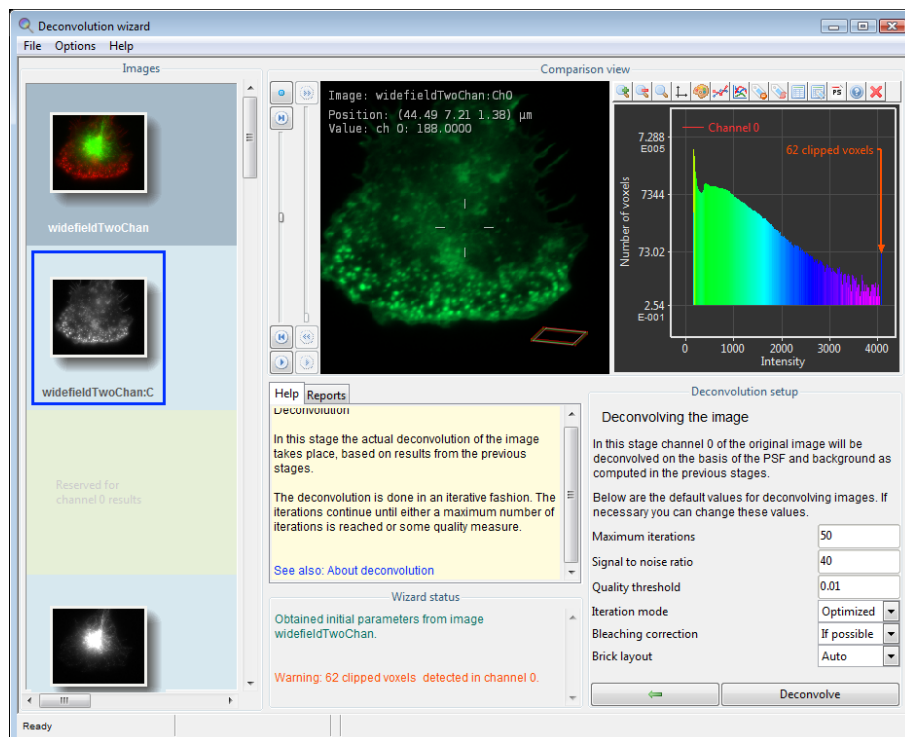 Deconvolution wizard
File Options Help
Images
widefieldTwoChan
widefieldTwoChan:C
Reserved for
channel 0 results
Comparison view
Image: widefieldTwoChan:Ch0
Position: (44.49 7.21 1.38) µm
Value: ch 0: 188.0000
PS
Channel 0
62 clipped voxels
Number of voxels
7.288
E005
7344
73.02
2.54
E-001
0 1000 2000 3000 4000
Intensity
Help Reports
Deconvolution
In this stage the actual deconvolution of the image
takes place, based on results from the previous
stages.
The deconvolution is done in an iterative fashion. The
iterations continue until either a maximum number of
iterations is reached or some quality measure.
See also: About deconvolution
Wizard status
Obtained initial parameters from image
widefieldTwoChan.
Warning: 62 clipped voxels detected in channel 0.
Deconvolution setup
Deconvolving the image
In this stage channel 0 of the original image will be
deconvolved on the basis of the PSF and background as
computed in the previous stages.
Below are the default values for deconvolving images. If
necessary you can change these values.
Maximum iterations 50
Signal to noise ratio 40
Quality threshold 0.01
Iteration mode Optimized
Bleaching correction If possible
Brick layout Auto
Deconvolve
Ready